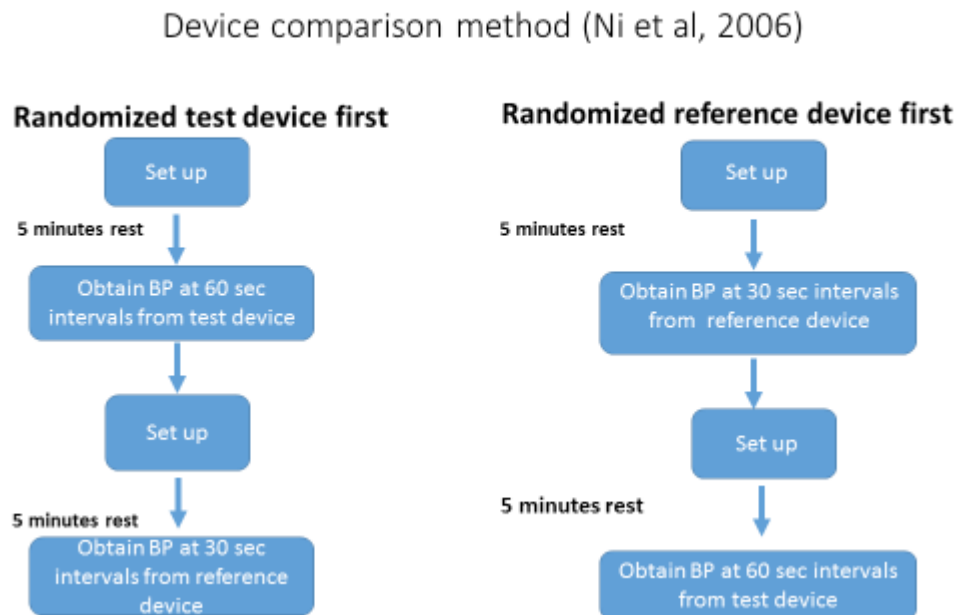 Device comparison method (Ni et al, 2006)
Randomized test device first
Set up
5 minutes rest
Obtain BP at 60 sec
intervals from test device
Set up
5 minutes rest
Obtain BP at 30 sec
intervals from reference
device
Randomized reference device first
Set up
5 minutes rest
Obtain BP at 30 sec intervals
from reference device
Set up
5 minutes rest
Obtain BP at 60 sec intervals
from test device